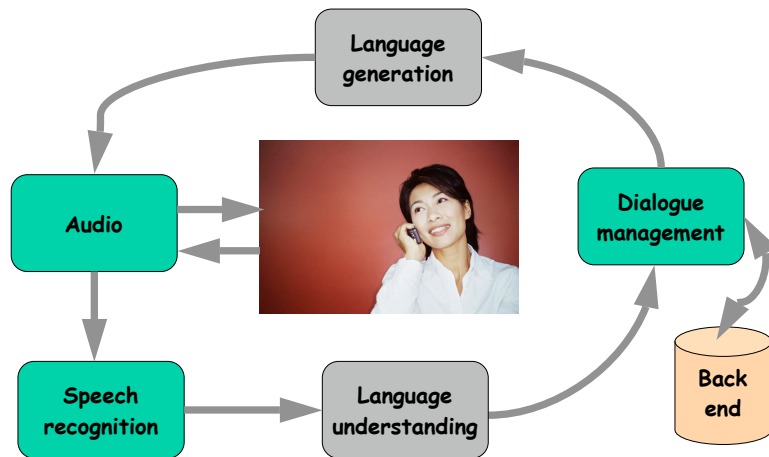 Language
generation
Audio
Dialogue
management
Speech
recognition
Language
understanding
Back
end